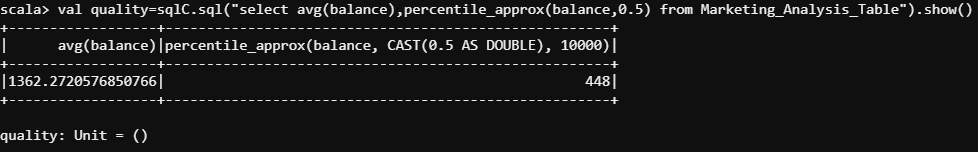 scala> val quality=sqlC.sql("select avg(balance),percentile_approx(balance,0.5) from Marketing_Analysis_Table").show()
+------------------+---------------------------------------------------------+
|      avg(balance)|percentile_approx(balance, CAST(0.5 AS DOUBLE), 10000)|
+------------------+---------------------------------------------------------+
|1362.2720576850766|                                                      448|
+------------------+---------------------------------------------------------+
quality: Unit = ()